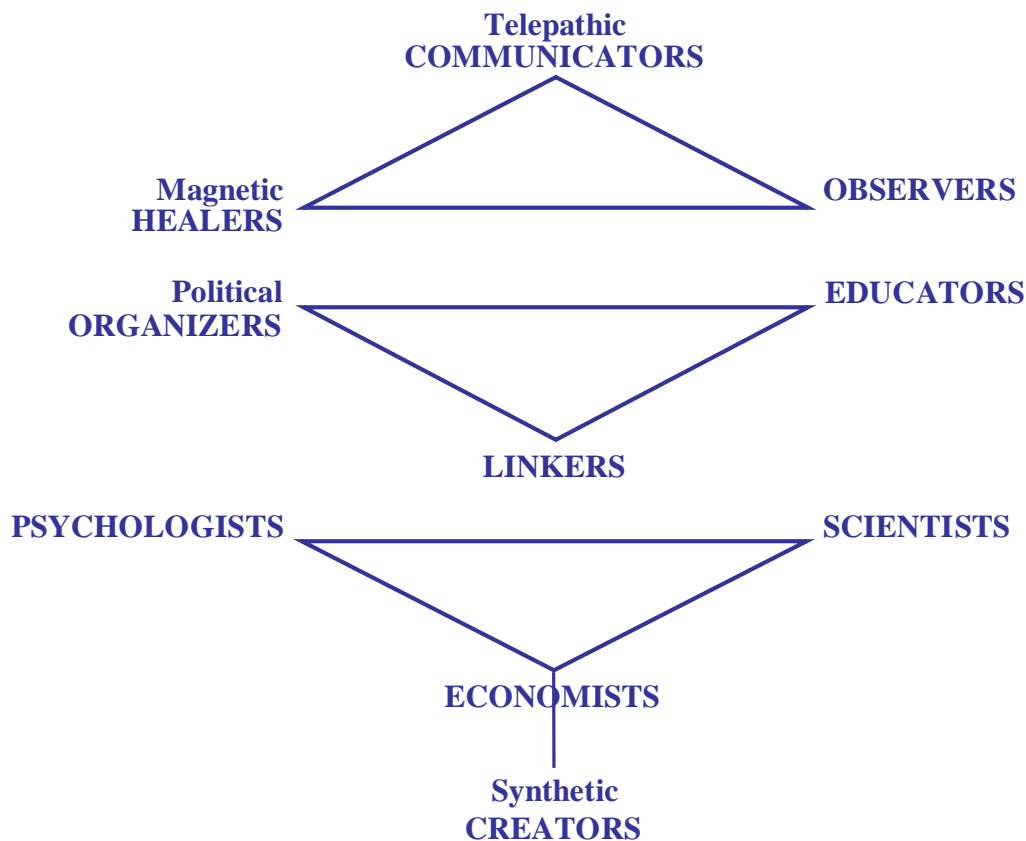 Telepathic
COMMUNICATORS
Magnetic
HEALERS
OBSERVERS
Political
ORGANIZERS
EDUCATORS
LINKERS
PSYCHOLOGISTS
SCIENTISTS
ECONOMISTS
Synthetic
CREATORS